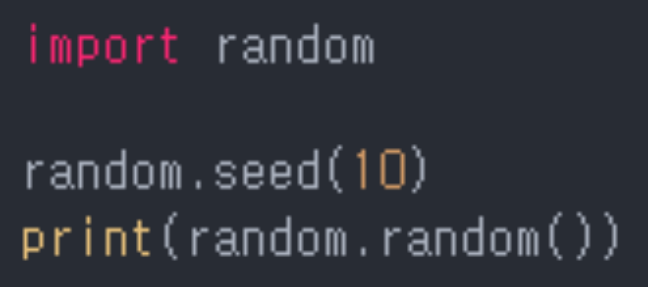 import random
random.seed(10)
print(random.random())